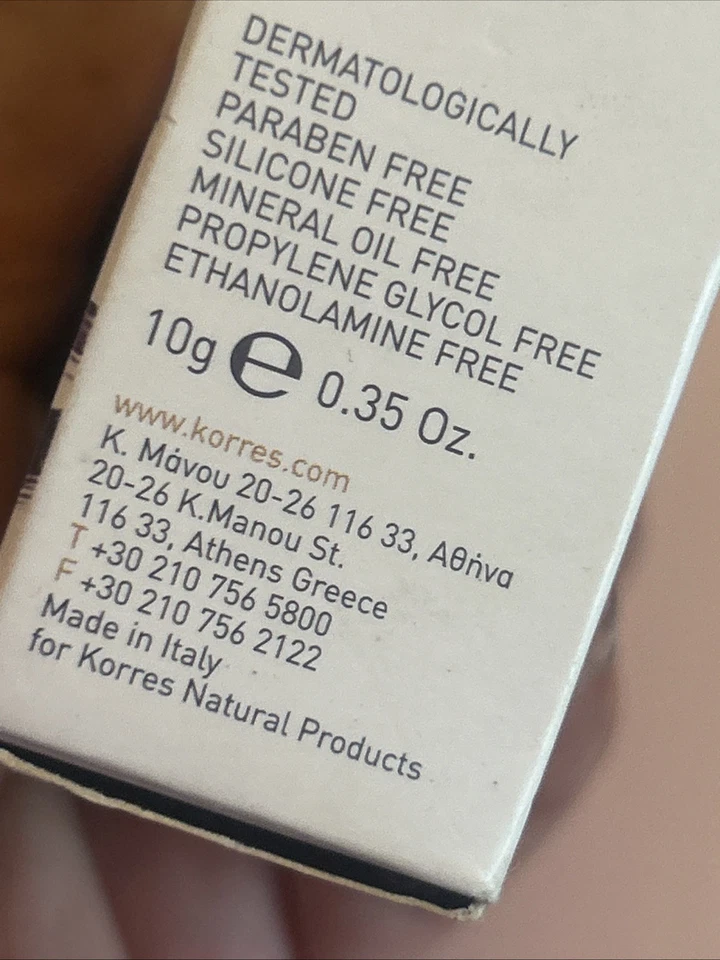 DERMATOLOGICALLY
TESTED
PARABEN FREE
SILICONE FREE
MINERAL OIL FREE
PROPYLENE GLYCOL FREE
ETHANOLAMINE FREE
10g ℮ 0.35 Oz.
www.korres.com
Κ. Μάνου 20-26 116 33, Αθήνα
20-26 K.Manou St.
116 33, Athens Greece
T +30 210 756 5800
F +30 210 756 2122
Made in Italy
for Korres Natural Products